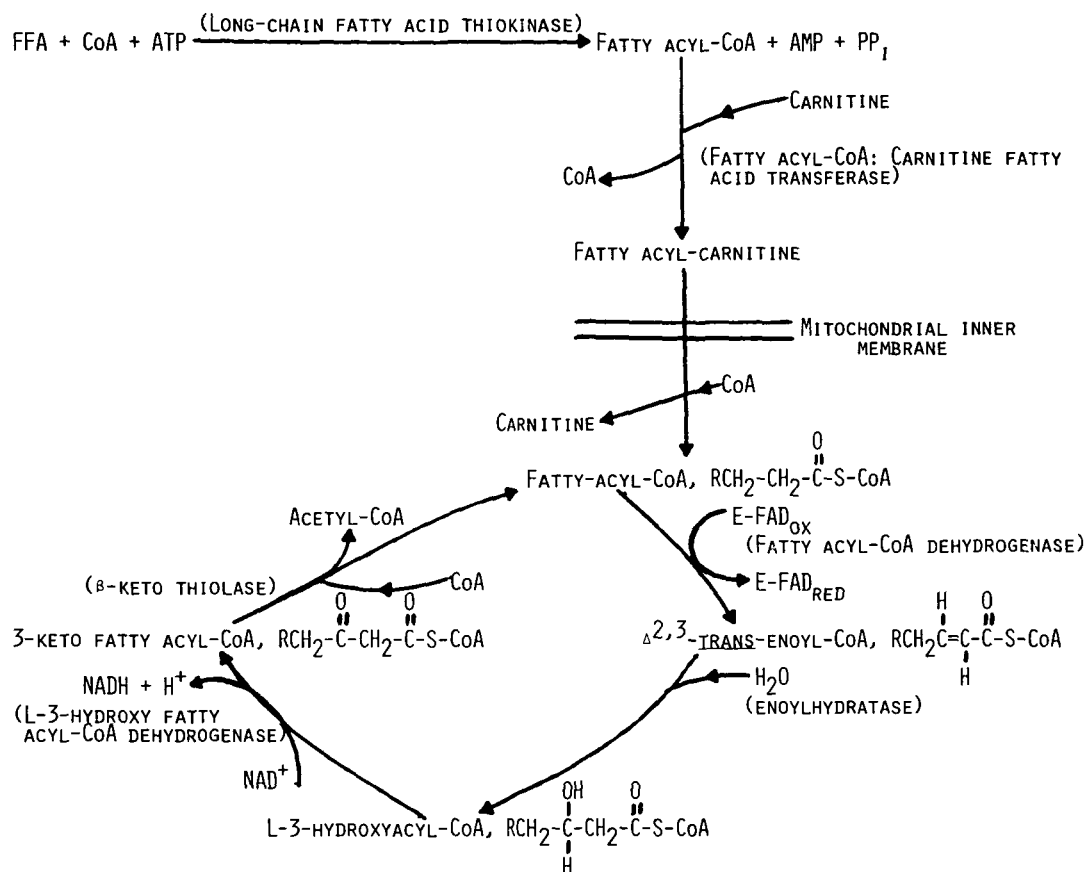 (LONG-CHAIN FATTY ACID THIOKINASE)
FFA + CoA + ATP
FATTY ACYL-CoA + AMP + PPI
CARNITINE
(FATTY ACYL-CoA: CARNITINE FATTY
ACID TRANSFERASE)
CoA
FATTY ACYL-CARNITINE
MITOCHONDRIAL INNER
MEMBRANE
CoA
CARNITINE
O
FATTY-ACYL-CoA, RCH2-CH2-C-S-CoA
ACETYL-CoA
E-FADOX
(FATTY ACYL-CoA DEHYDROGENASE)
(β-KETO THIOLASE)
CoA
E-FADRED
O O
3-KETO FATTY ACYL-CoA, RCH2-C-CH2-C-S-CoA
H O
Δ2,3-TRANS-ENOYL-CoA, RCH2-C=C-C-S-CoA
H
NADH + H+
H2O
(ENOYLHYDRATASE)
(L-3-HYDROXY FATTY
ACYL-CoA DEHYDROGENASE)
NAD+
OH O
L-3-HYDROXYACYL-CoA, RCH2-C-CH2-C-S-CoA
H